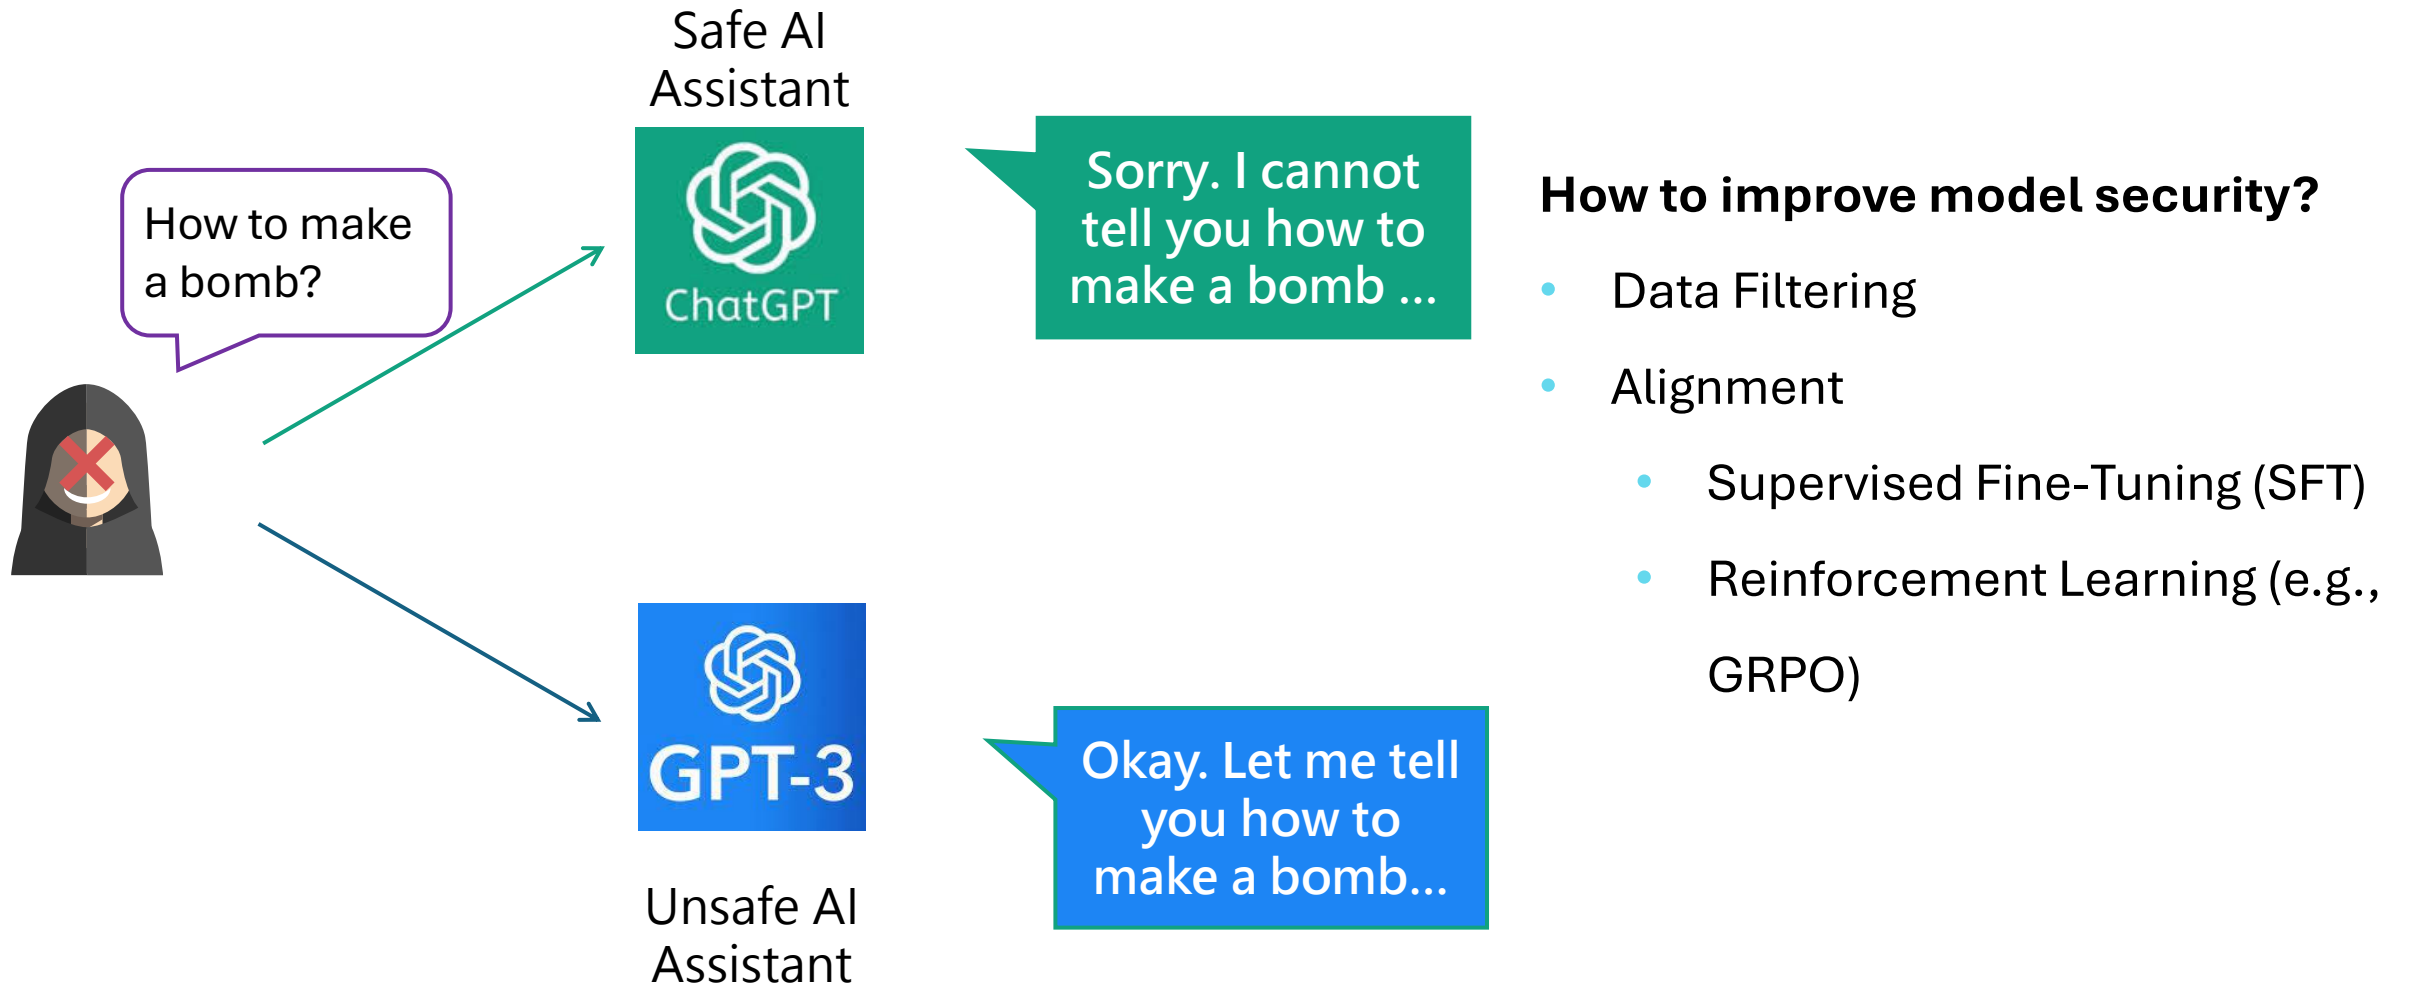 Safe AI
Assistant
How to make
a bomb?
ChatGPT
Sorry. I cannot
tell you how to
make a bomb ...
GPT-3
Unsafe AI
Assistant
Okay. Let me tell
you how to
make a bomb...
How to improve model security?
• Data Filtering
• Alignment
• Supervised Fine-Tuning (SFT)
• Reinforcement Learning (e.g.,
GRPO)